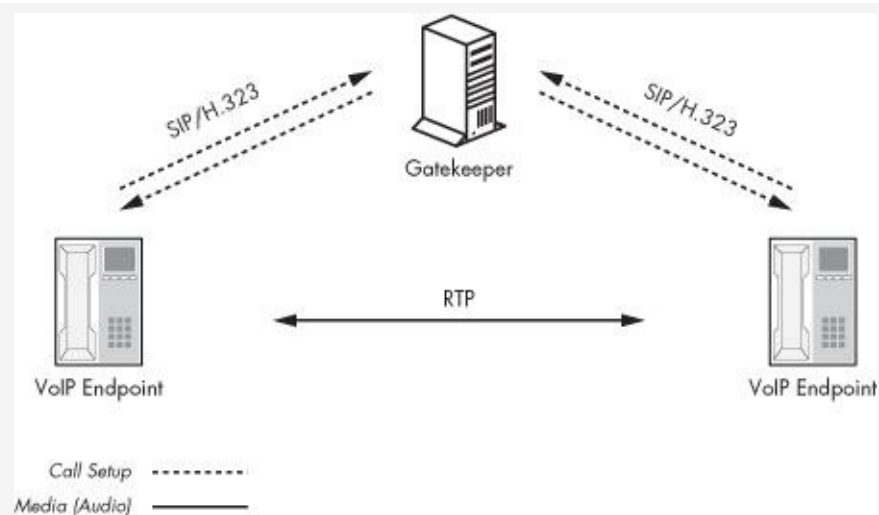 SIP/H.323
SIP/H.323
Gatekeeper
RTP
VoIP Endpoint
VoIP Endpoint
Call Setup
Media (Audio)